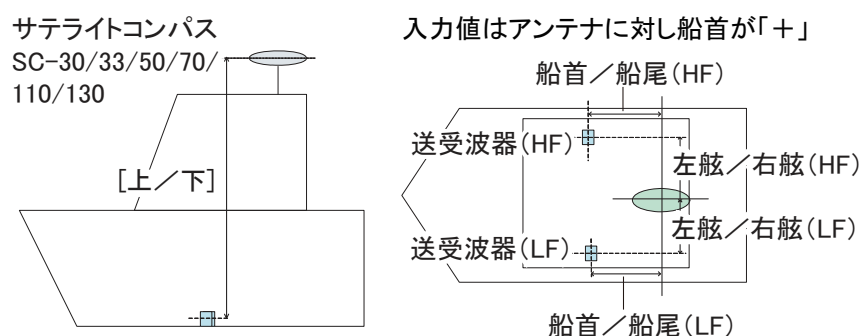 サテライトコンパス
SC-30/33/50/70/
110/130
[上／下]
入力値はアンテナに対し船首が「＋」
船首／船尾（HF）
送受波器（HF）
左舷／右舷（HF）
左舷／右舷（LF）
送受波器（LF）
船首／船尾（LF）